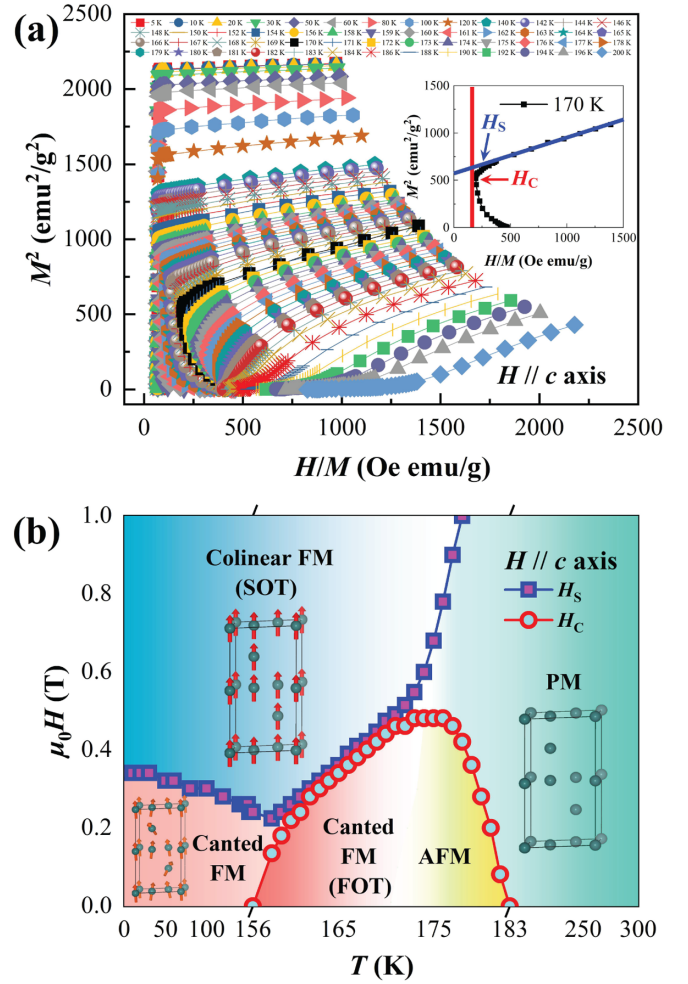 (a)
5 K 10 K 20 K 30 K 50 K 60 K 80 K 100 K 120 K 140 K 142 K 144 K 146 K
148 K 150 K 152 K 154 K 156 K 158 K 159 K 160 K 161 K 162 K 163 K 164 K 165 K
166 K 167 K 168 K 169 K 170 K 171 K 172 K 173 K 174 K 175 K 176 K 177 K 178 K
179 K 180 K 181 K 182 K 183 K 184 K 186 K 188 K 190 K 192 K 194 K 196 K 200 K
2500
2000
1500
1000
500
0
M² (emu²/g²)
0 500 1000 1500 2000 2500
H/M (Oe emu/g)
H // c axis
1500
1000
500
0
M² (emu²/g²)
170 K
H_S
H_C
0 500 1000 1500
H/M (Oe emu/g)
(b)
1.0
0.8
0.6
0.4
0.2
0.0
μ₀H (T)
Colinear FM
(SOT)
H // c axis
H_S
H_C
PM
Canted
FM
Canted
FM
(FOT)
AFM
0 50 100 156 165 175 183 250 300
T (K)